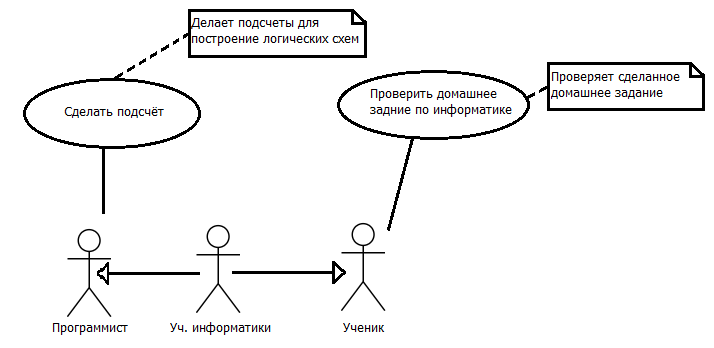 Делает подсчеты для
построение логических схем
Проверяет сделанное
домашнее задание
Сделать подсчёт
Проверить домашнее
задние по информатике
Программист
Уч. информатики
Ученик